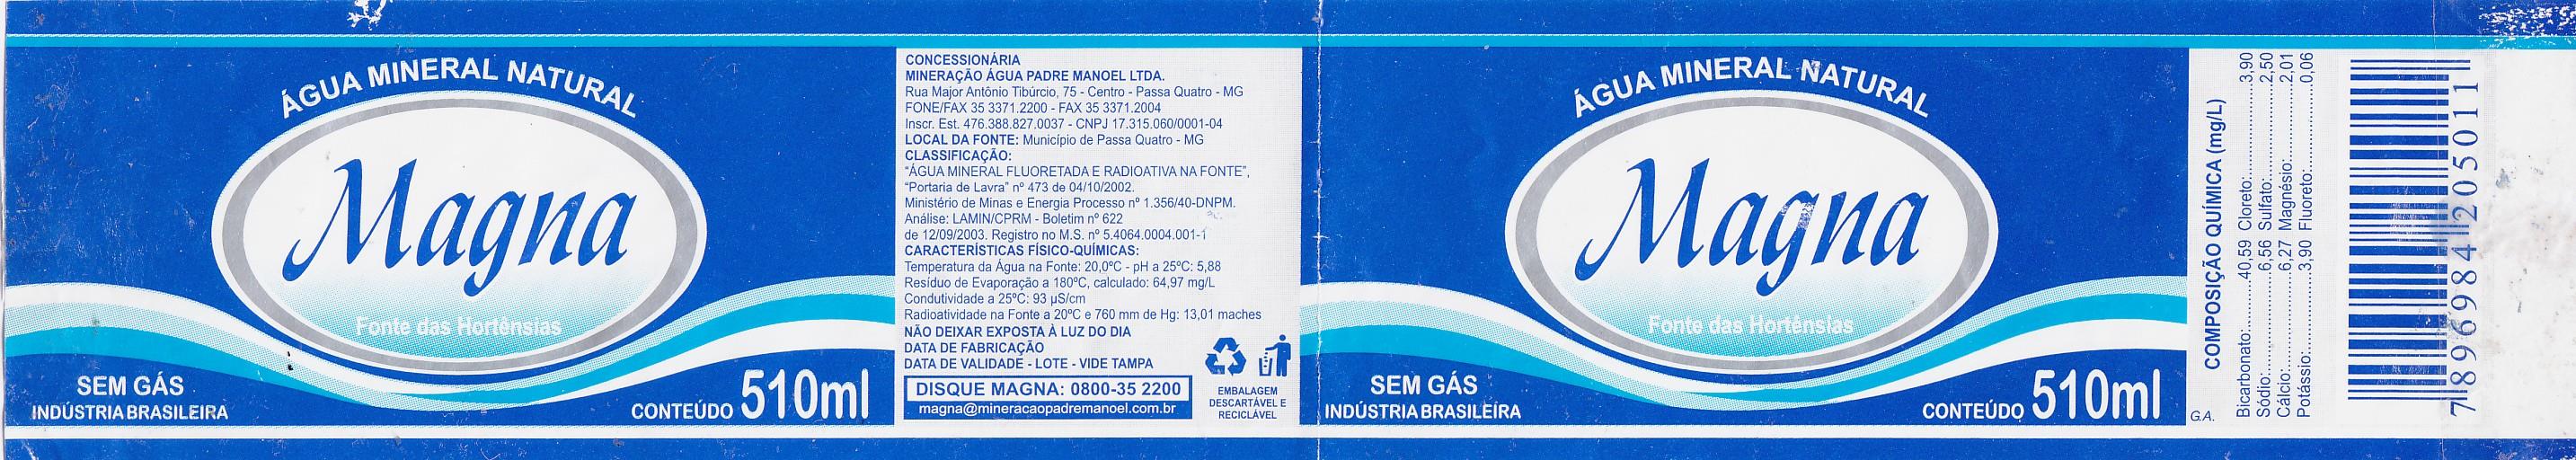 ÁGUA MINERAL NATURAL
Magna
Fonte das Hortênsias
SEM GÁS
INDÚSTRIA BRASILEIRA
CONTEÚDO 510ml
CONCESSIONÁRIA
MINERAÇÃO ÁGUA PADRE MANOEL LTDA.
Rua Major Antônio Tibúrcio, 75 - Centro - Passa Quatro - MG
FONE/FAX 35 3371.2200 - FAX 35 3371.2004
Inscr. Est. 476.388.827.0037 - CNPJ 17.315.060/0001-04
LOCAL DA FONTE: Município de Passa Quatro - MG
CLASSIFICAÇÃO:
“ÁGUA MINERAL FLUORETADA E RADIOATIVA NA FONTE”,
“Portaria de Lavra” nº 473 de 04/10/2002.
Ministério de Minas e Energia Processo nº 1.356/40-DNPM.
Análise: LAMIN/CPRM - Boletim nº 622
de 12/09/2003. Registro no M.S. nº 5.4064.0004.001-1
CARACTERÍSTICAS FÍSICO-QUÍMICAS:
Temperatura da Água na Fonte: 20,0ºC - pH a 25ºC: 5,88
Resíduo de Evaporação a 180ºC, calculado: 64,97 mg/L
Condutividade a 25ºC: 93 µS/cm
Radioatividade na Fonte a 20ºC e 760 mm de Hg: 13,01 maches
NÃO DEIXAR EXPOSTA À LUZ DO DIA
DATA DE FABRICAÇÃO
DATA DE VALIDADE - LOTE - VIDE TAMPA
DISQUE MAGNA: 0800-35 2200
magna@mineracaopadremanoel.com.br
EMBALAGEM
DESCARTÁVEL E
RECICLÁVEL
ÁGUA MINERAL NATURAL
Magna
Fonte das Hortênsias
SEM GÁS
INDÚSTRIA BRASILEIRA
CONTEÚDO 510ml
G.A.
COMPOSIÇÃO QUÍMICA (mg/L)
Bicarbonato:..........40,59 Cloreto:....................3,90
Sódio:....................6,56 Sulfato:....................2,50
Cálcio:....................6,27 Magnésio:................2,01
Potássio:................3,90 Fluoreto:..................0,06
7 896984 205011